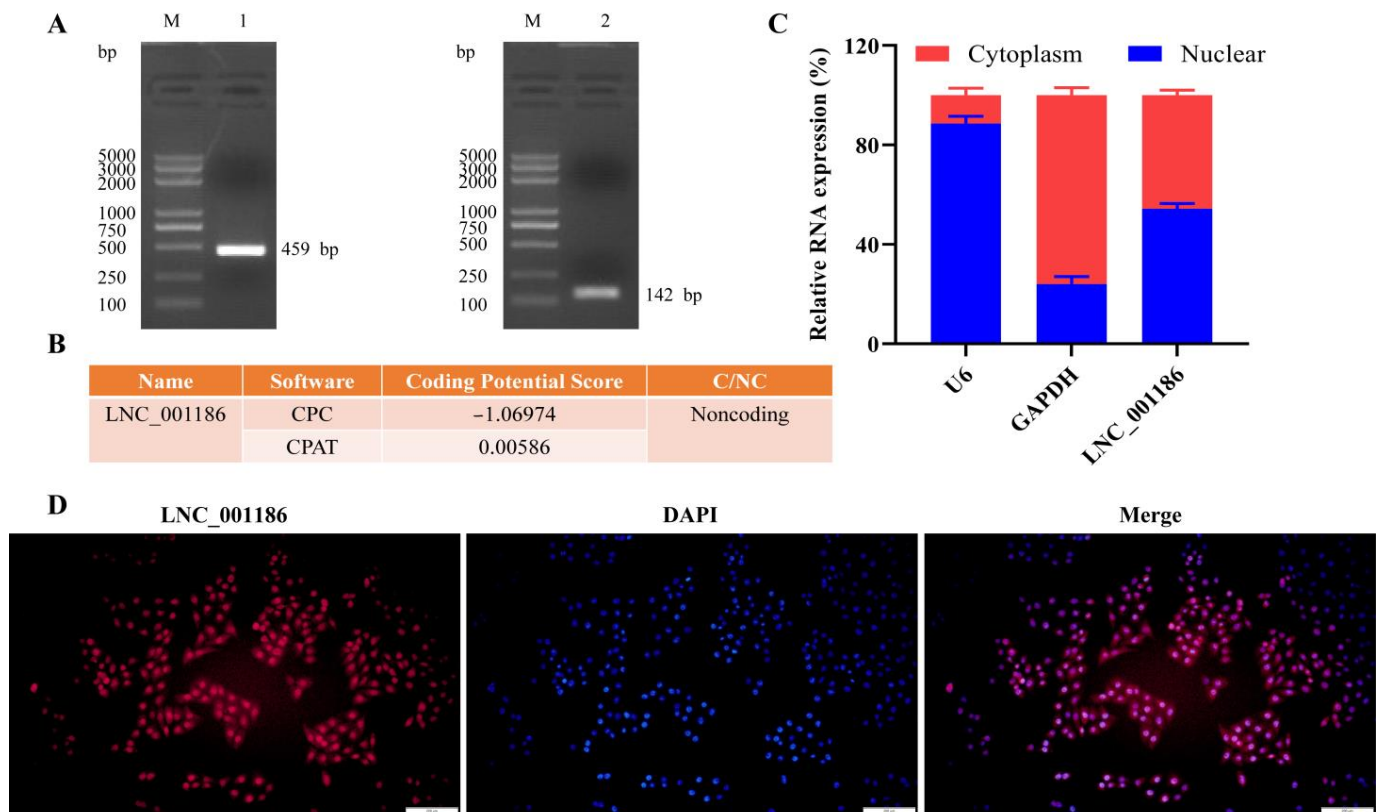 A
M 1
bp
5000
3000
2000
1000
750
500
250
100
459 bp
M 2
bp
5000
3000
2000
1000
750
500
250
100
142 bp
B
Name Software Coding Potential Score C/NC
LNC_001186 CPC −1.06974 Noncoding
CPAT 0.00586
C
Cytoplasm Nuclear
Relative RNA expression (%)
120
80
40
0
U6
GAPDH
LNC_001186
D
LNC_001186 DAPI Merge